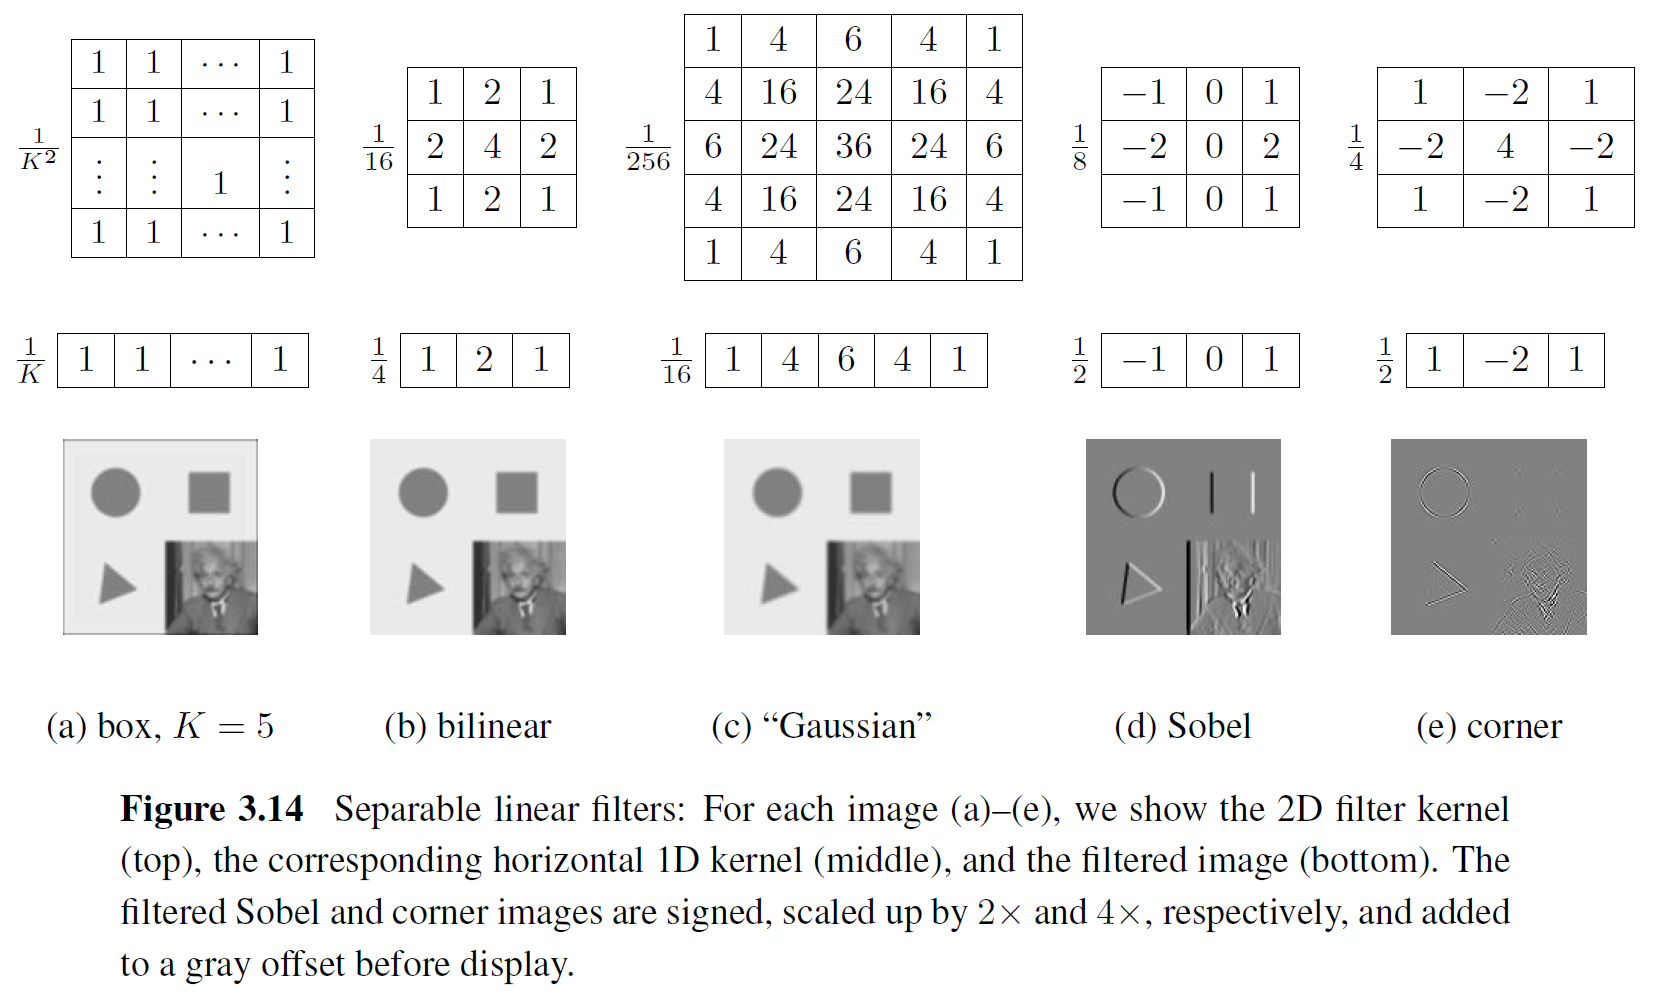 1/K² 1 1 ⋯ 1
1 1 ⋯ 1
⋮ ⋮ 1 ⋮
1 1 ⋯ 1
1/16 1 2 1
2 4 2
1 2 1
1/256 1 4 6 4 1
4 16 24 16 4
6 24 36 24 6
4 16 24 16 4
1 4 6 4 1
1/8 −1 0 1
−2 0 2
−1 0 1
1/4 1 −2 1
−2 4 −2
1 −2 1
1/K 1 1 ⋯ 1
1/4 1 2 1
1/16 1 4 6 4 1
1/2 −1 0 1
1/2 1 −2 1
(a) box, K = 5
(b) bilinear
(c) “Gaussian”
(d) Sobel
(e) corner
Figure 3.14 Separable linear filters: For each image (a)–(e), we show the 2D filter kernel
(top), the corresponding horizontal 1D kernel (middle), and the filtered image (bottom). The
filtered Sobel and corner images are signed, scaled up by 2× and 4×, respectively, and added
to a gray offset before display.